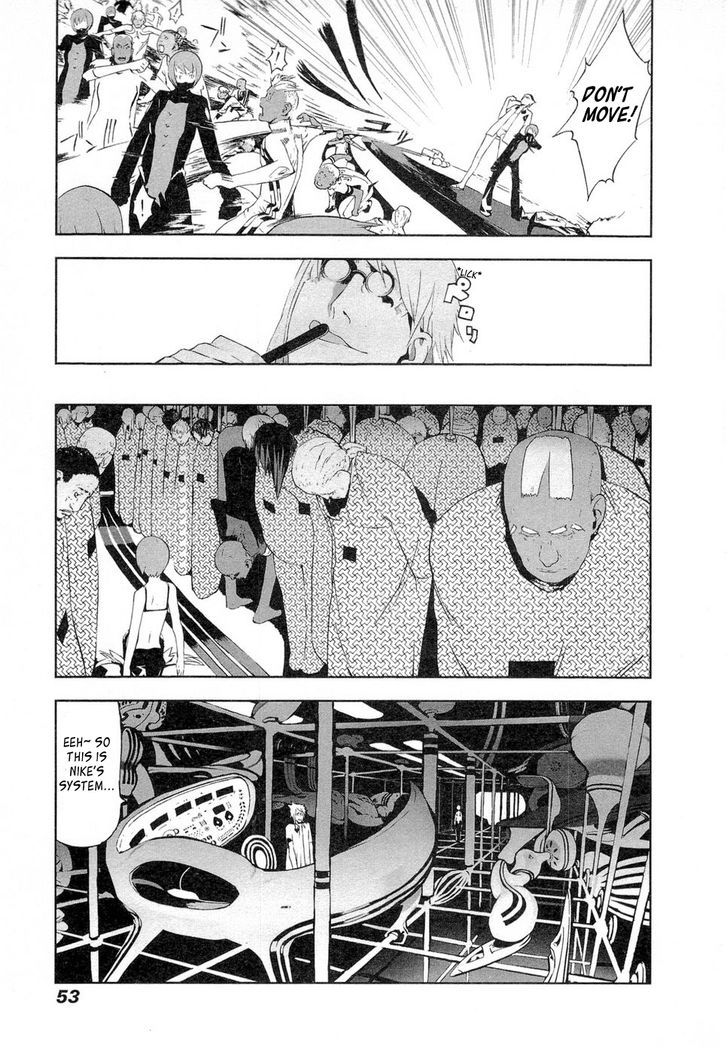 DON'T
MOVE!
*LICK*
ペロッ
EEH~ SO
THIS IS
NIKE'S
SYSTEM...
53